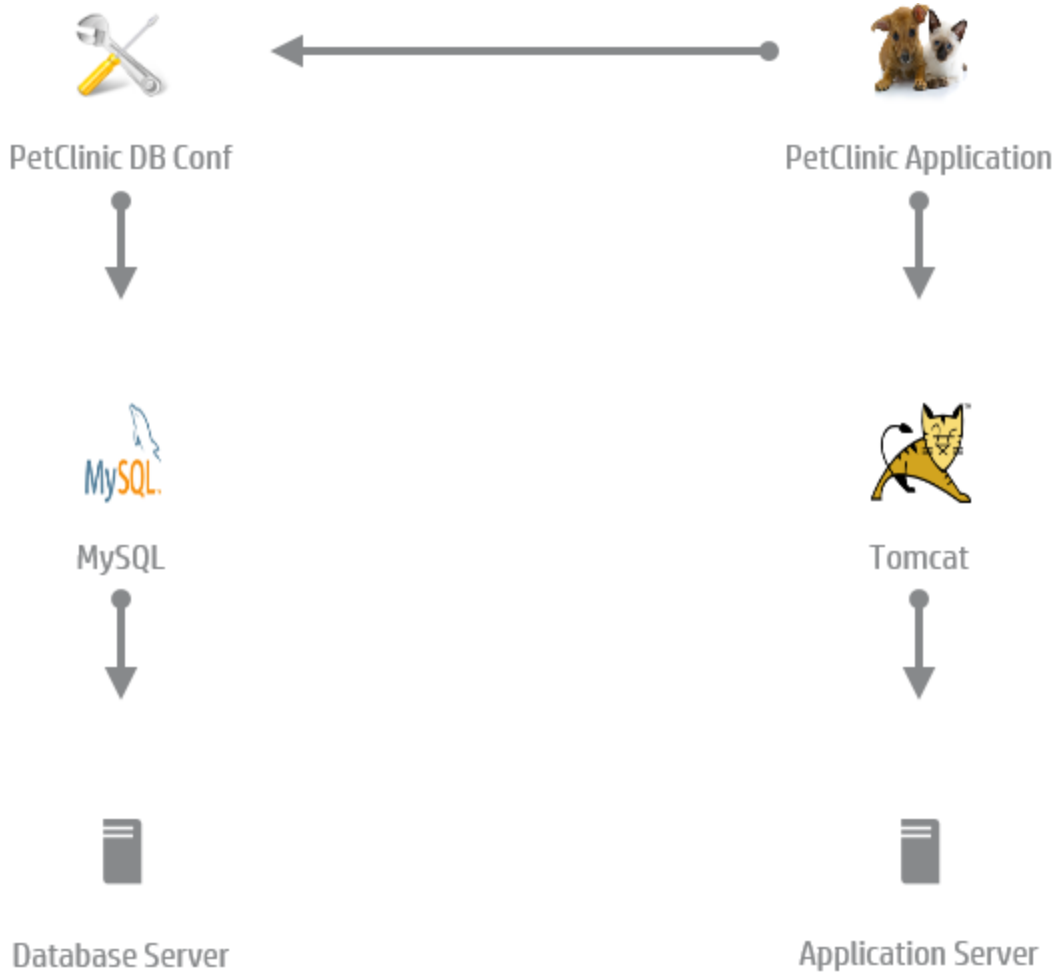 PetClinic DB Conf
PetClinic Application
MySQL
MySQL
Tomcat
Database Server
Application Server